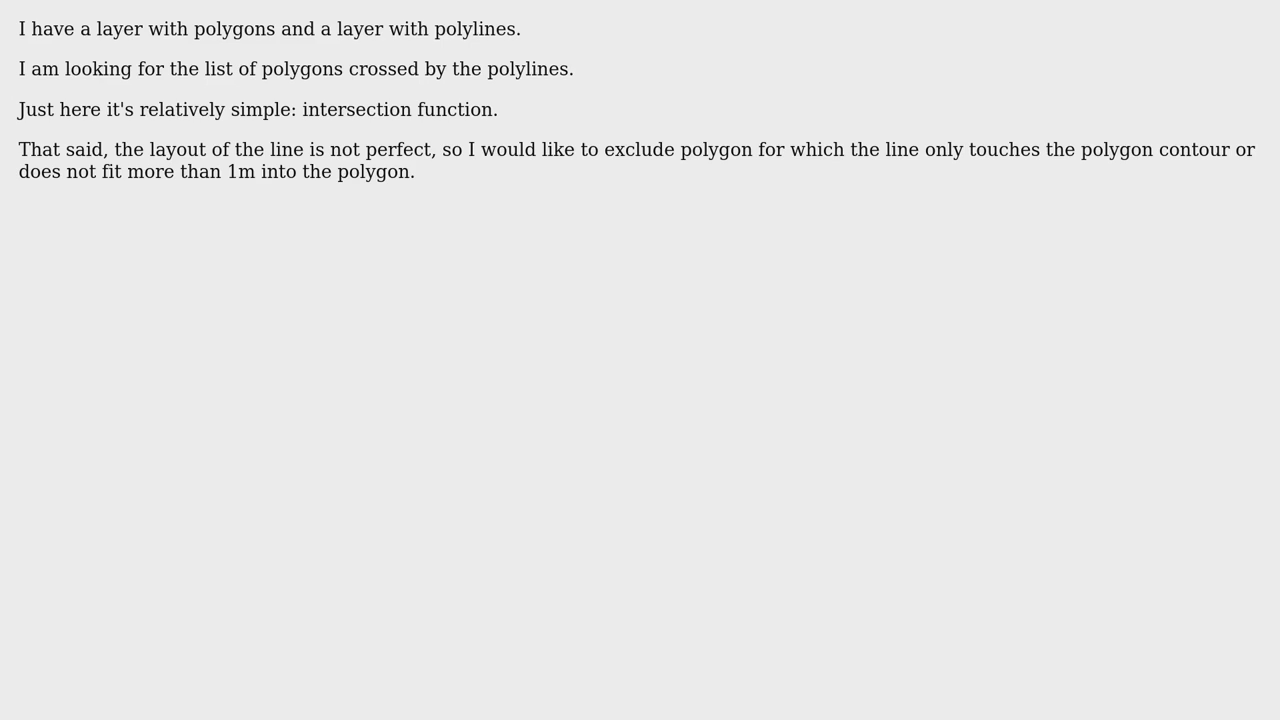 I have a layer with polygons and a layer with polylines.
I am looking for the list of polygons crossed by the polylines.
Just here it's relatively simple: intersection function.
That said, the layout of the line is not perfect, so I would like to exclude polygon for which the line only touches the polygon contour or
does not fit more than 1m into the polygon.